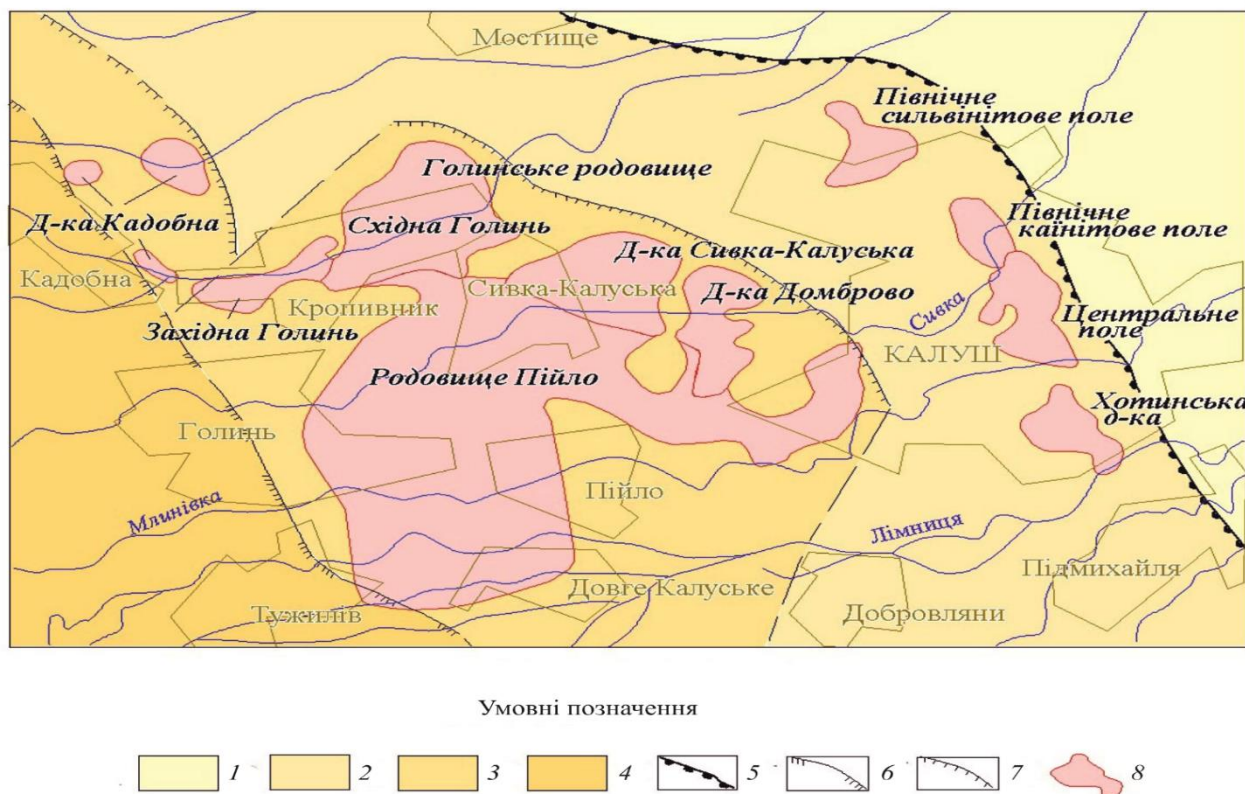 Мостище
Північне
сильвінітове поле
Голинське родовище
Д-ка Кадобна
Східна Голинь
Північне
каїнітове поле
Д-ка Сивка-Калуська
Кадобна
Кропивник
Сивка-Калуська
Д-ка Домброво
Сивка
Західна Голинь
Центральне
поле
КАЛУШ
Родовище Пійло
Хотинська
д-ка
Голинь
Пійло
Млинівка
Лімниця
Підмихайля
Довге Калуське
Тужилів
Добровляни
Умовні позначення
1 2 3 4 5 6 7 8